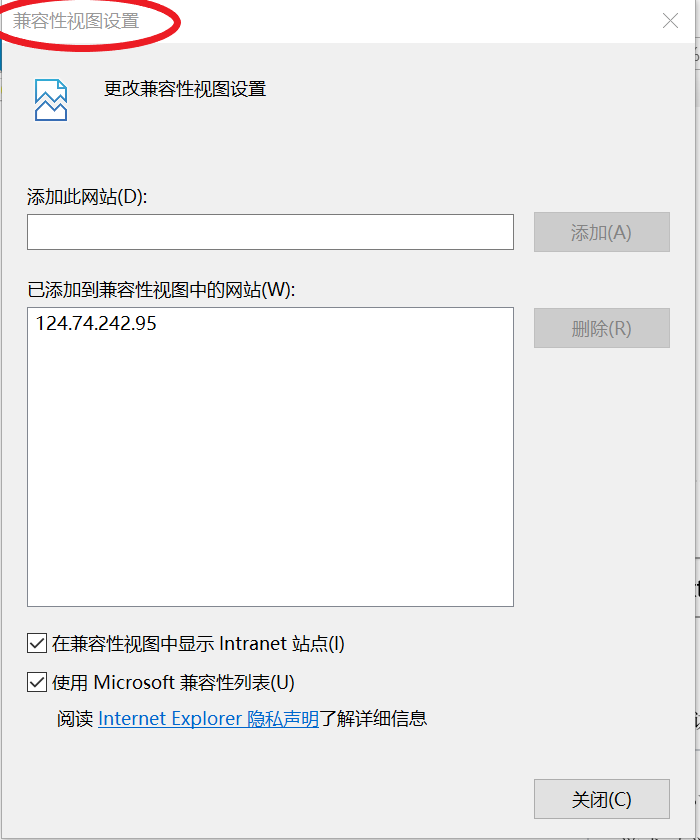 兼容性视图设置
更改兼容性视图设置
添加此网站(D):
添加(A)
已添加到兼容性视图中的网站(W):
124.74.242.95
删除(R)
在兼容性视图中显示 Intranet 站点(I)
使用 Microsoft 兼容性列表(U)
阅读 Internet Explorer 隐私声明了解详细信息
关闭(C)